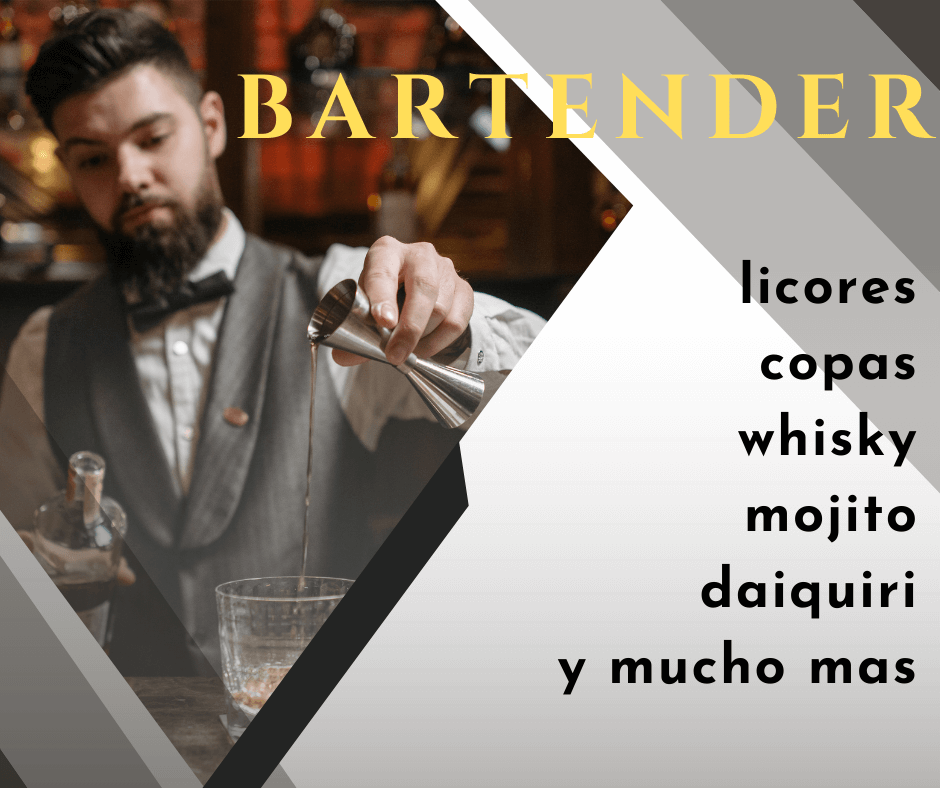 BARTENDER
licores
copas
whisky
mojito
daiquiri
y mucho mas